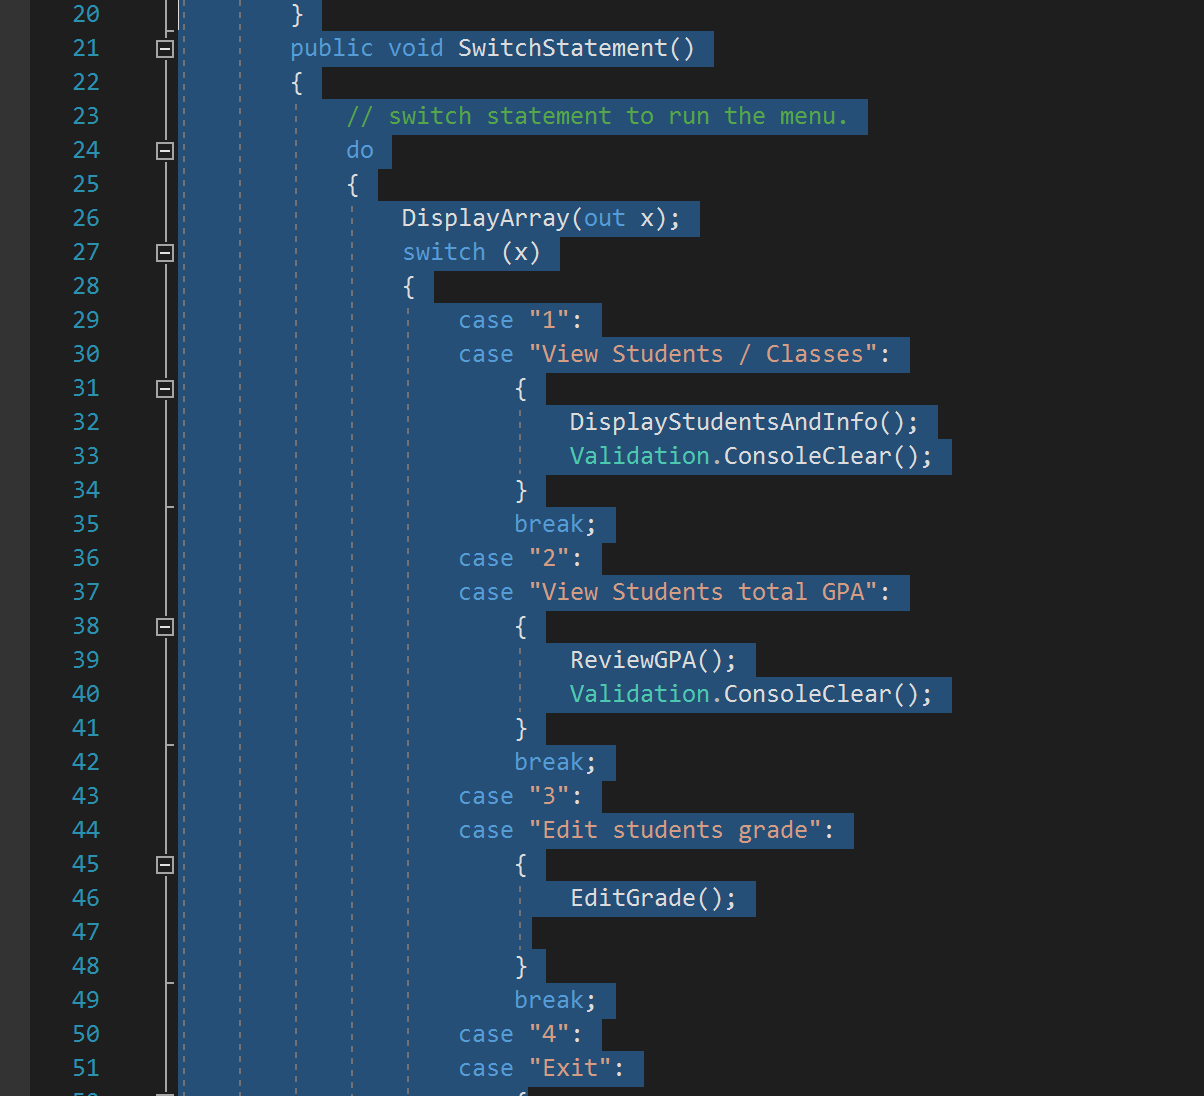 20 }
21 public void SwitchStatement()
22 {
23 // switch statement to run the menu.
24 do
25 {
26 DisplayArray(out x);
27 switch (x)
28 {
29 case "1":
30 case "View Students / Classes":
31 {
32 DisplayStudentsAndInfo();
33 Validation.ConsoleClear();
34 }
35 break;
36 case "2":
37 case "View Students total GPA":
38 {
39 ReviewGPA();
40 Validation.ConsoleClear();
41 }
42 break;
43 case "3":
44 case "Edit students grade":
45 {
46 EditGrade();
47
48 }
49 break;
50 case "4":
51 case "Exit":